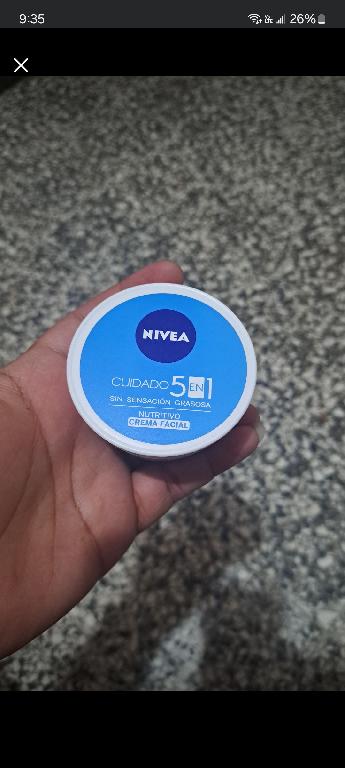 9:35
26%
NIVEA
CUIDADO 5 EN 1
SIN SENSACIÓN GRASOSA
NUTRITIVO
CREMA FACIAL